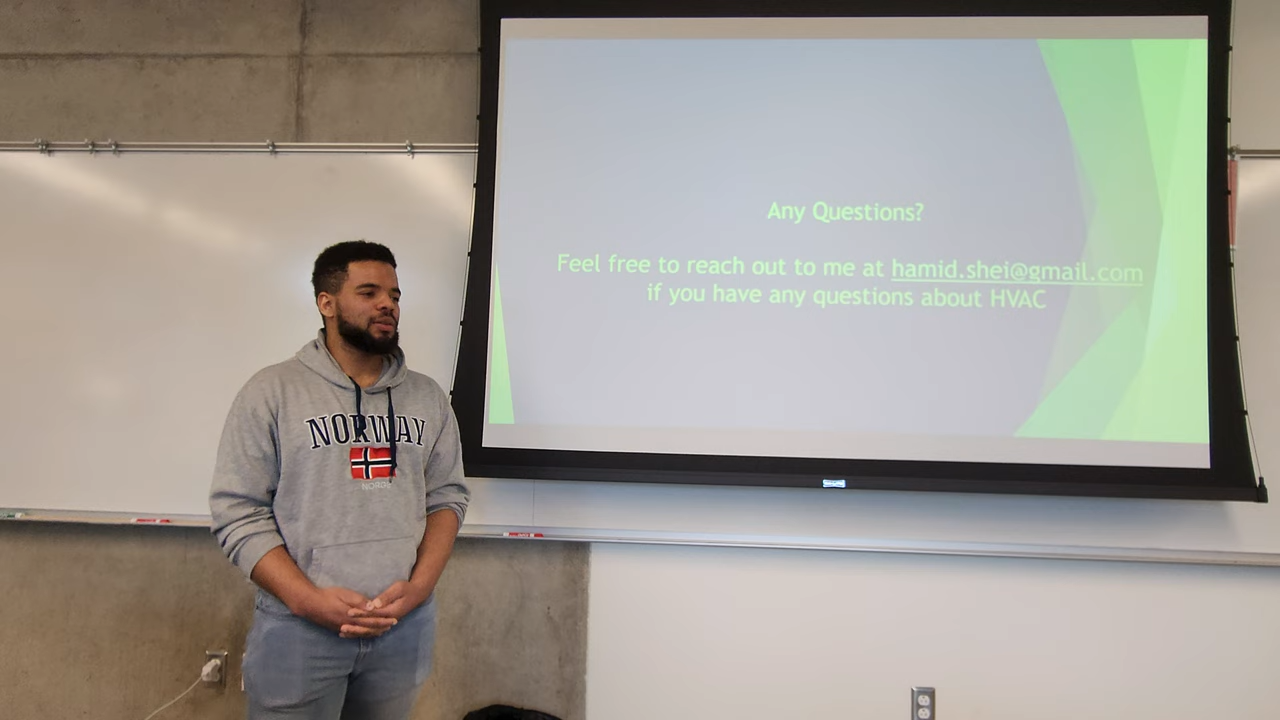 Any Questions?
Feel free to reach out to me at hamid.shei@gmail.com
if you have any questions about HVAC
NORWAY